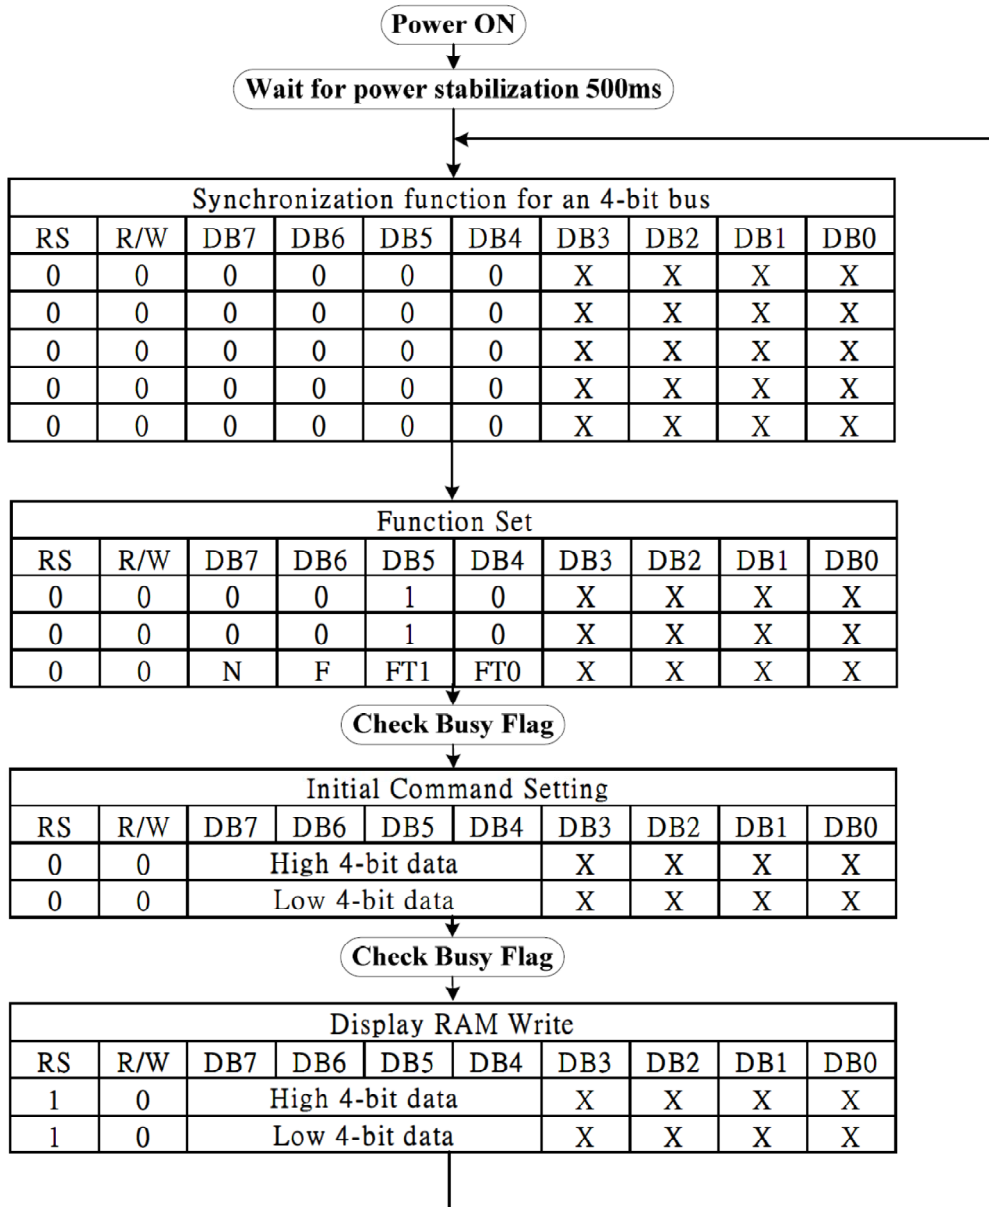 Power ON
Wait for power stabilization 500ms
Synchronization function for an 4-bit bus
RS R/W DB7 DB6 DB5 DB4 DB3 DB2 DB1 DB0
0 0 0 0 0 0 X X X X
0 0 0 0 0 0 X X X X
0 0 0 0 0 0 X X X X
0 0 0 0 0 0 X X X X
0 0 0 0 0 0 X X X X
Function Set
RS R/W DB7 DB6 DB5 DB4 DB3 DB2 DB1 DB0
0 0 0 0 1 0 X X X X
0 0 0 0 1 0 X X X X
0 0 N F FT1 FT0 X X X X
Check Busy Flag
Initial Command Setting
RS R/W DB7 DB6 DB5 DB4 DB3 DB2 DB1 DB0
0 0 High 4-bit data X X X X
0 0 Low 4-bit data X X X X
Check Busy Flag
Display RAM Write
RS R/W DB7 DB6 DB5 DB4 DB3 DB2 DB1 DB0
1 0 High 4-bit data X X X X
1 0 Low 4-bit data X X X X